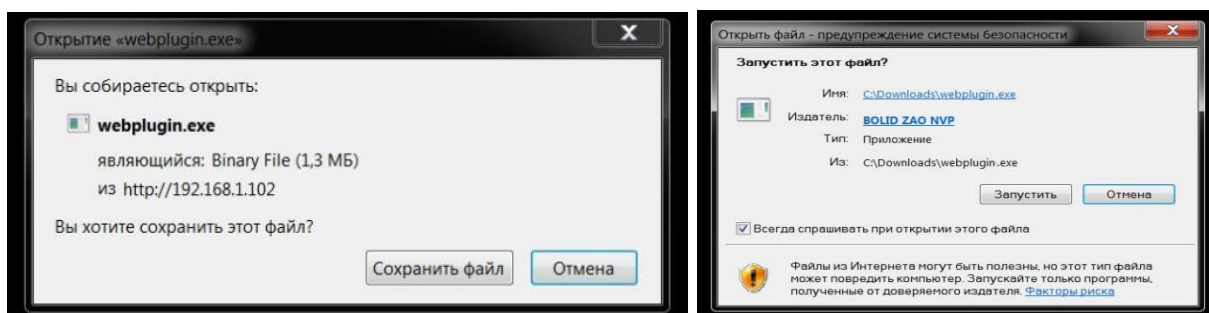 Открытие «webplugin.exe»
Вы собираетесь открыть:
webplugin.exe
являющийся: Binary File (1,3 МБ)
из http://192.168.1.102
Вы хотите сохранить этот файл?
Сохранить файл
Отмена
Открыть файл - предупреждение системы безопасности
Запустить этот файл?
Имя: C:\Downloads\webplugin.exe
Издатель: BOLID ZAO NVP
Тип: Приложение
Из: C:\Downloads\webplugin.exe
Запустить
Отмена
Всегда спрашивать при открытии этого файла
Файлы из Интернета могут быть полезны, но этот тип файла
может повредить компьютер. Запускайте только программы,
полученные от доверяемого издателя. Факторы риска